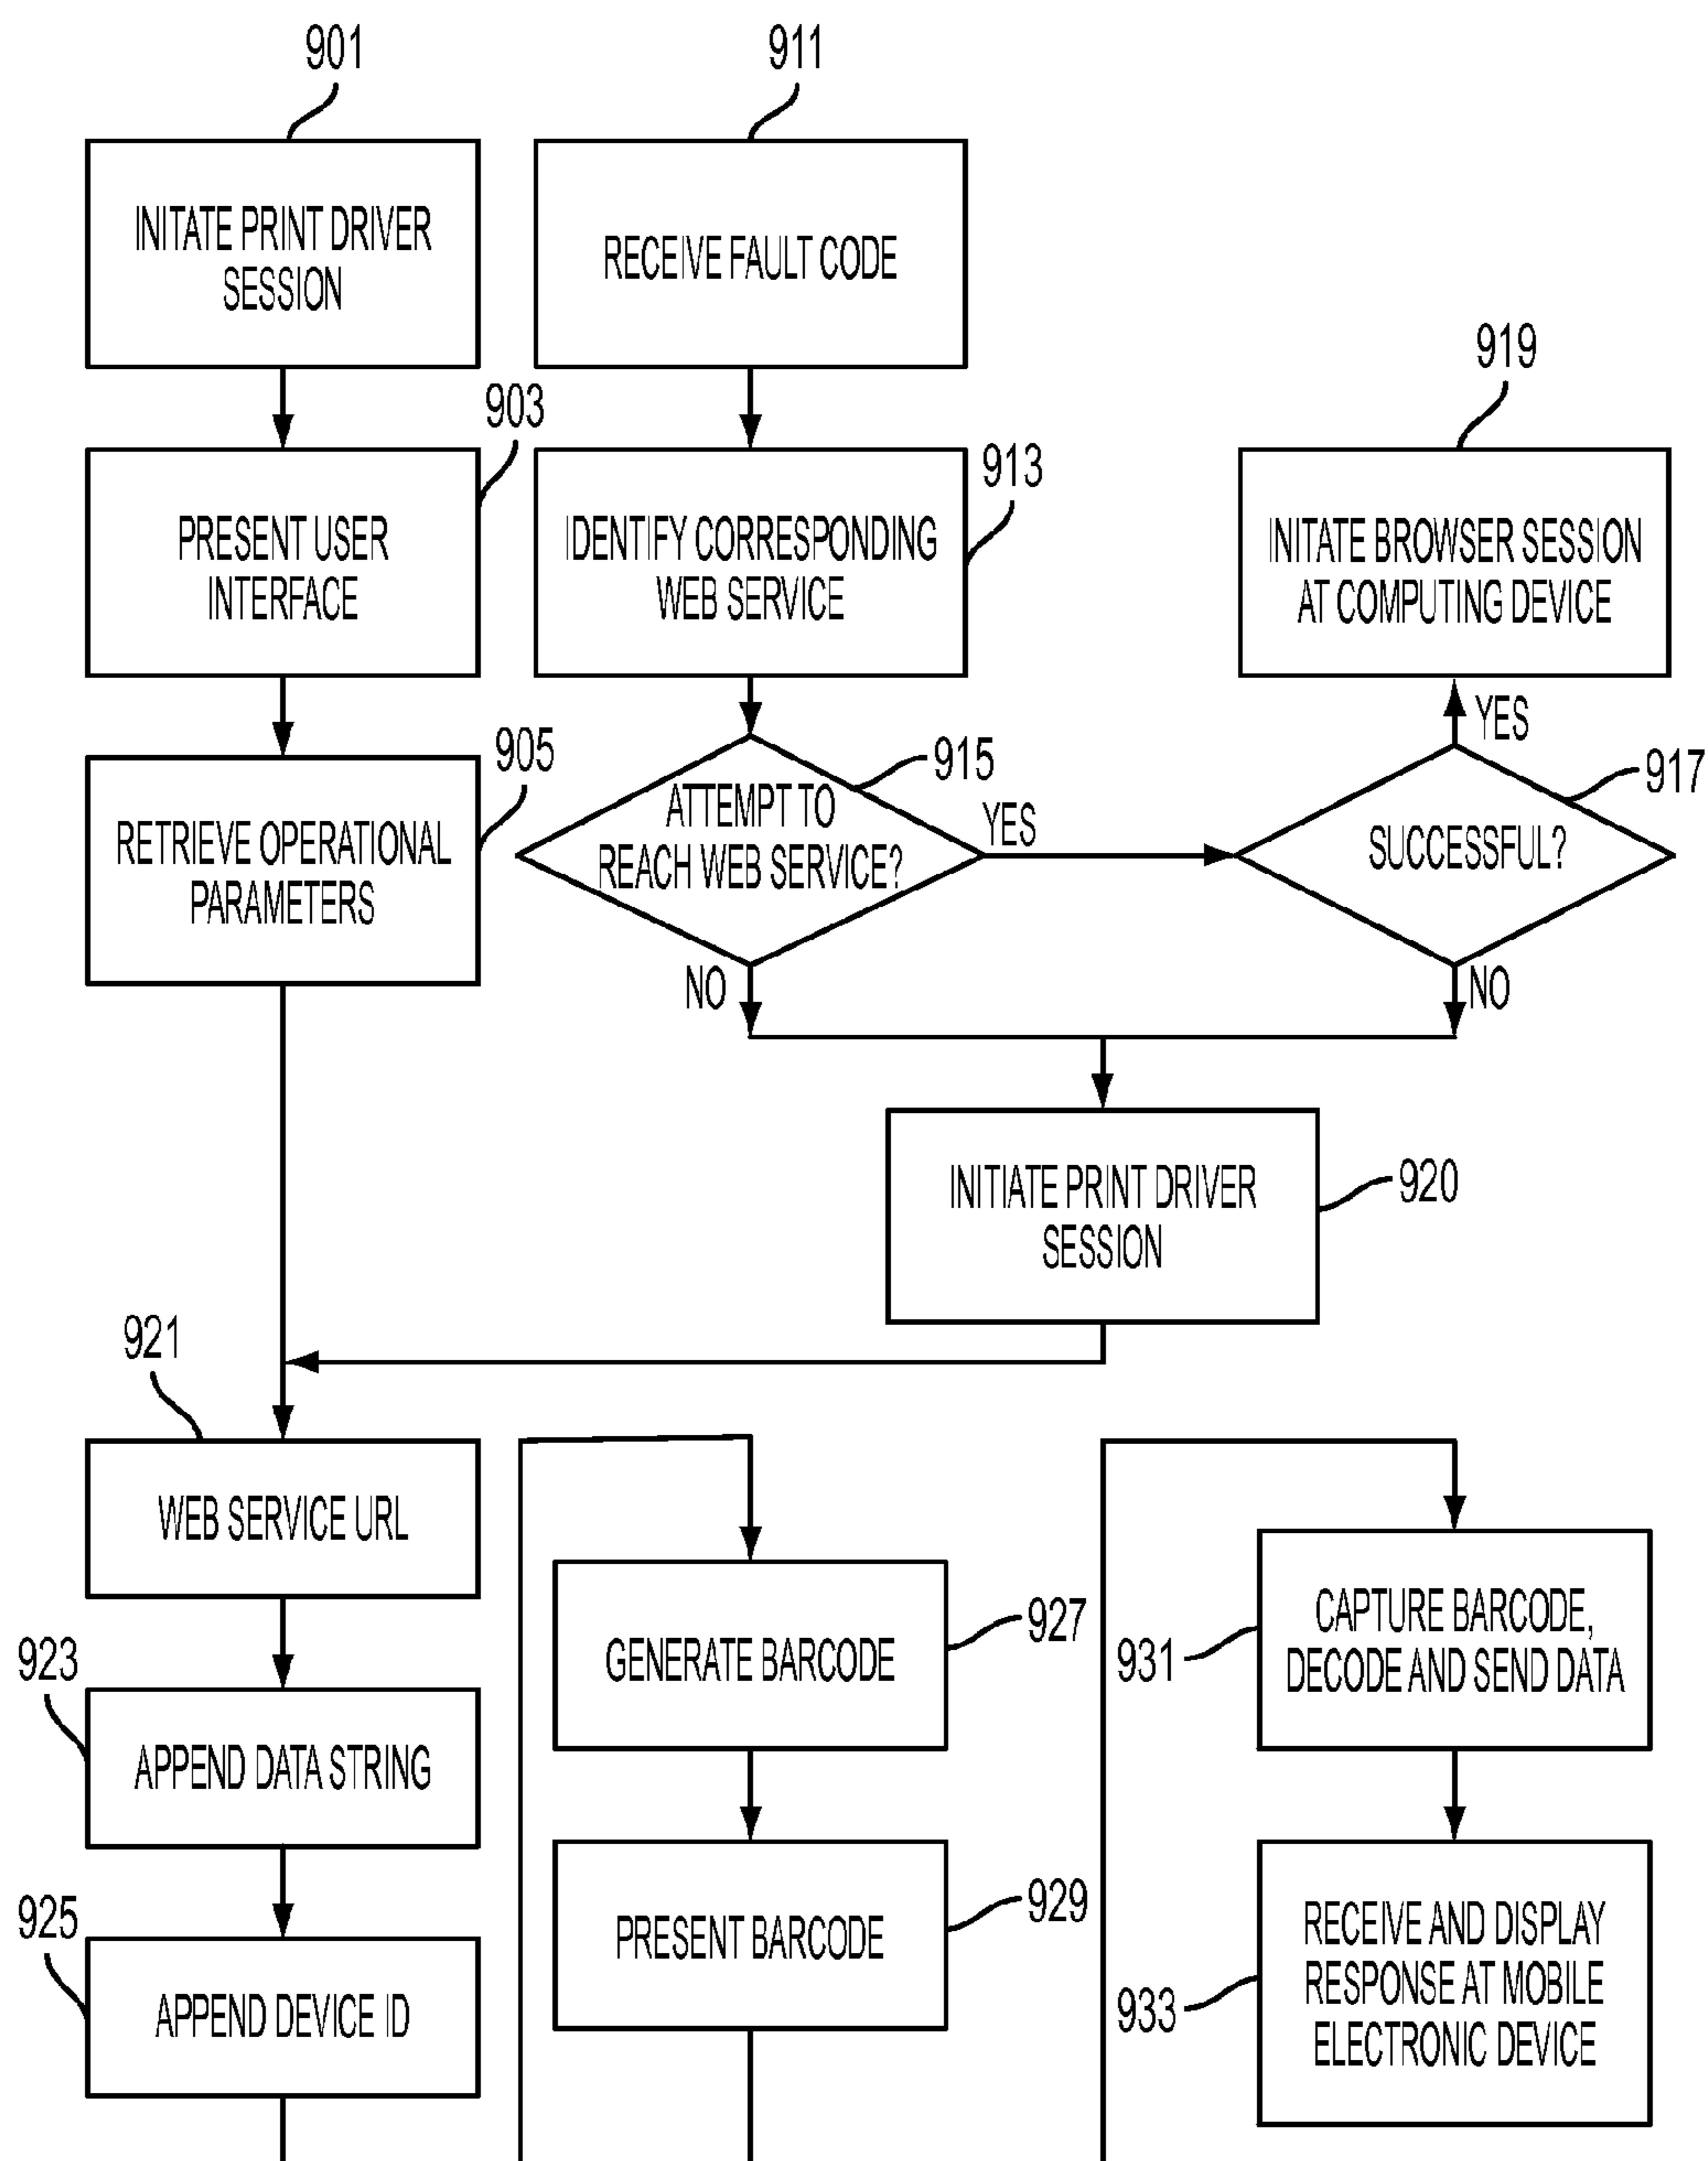 901
911
INITATE PRINT DRIVER
SESSION
RECEIVE FAULT CODE
903
913
919
PRESENT USER
INTERFACE
IDENTIFY CORRESPONDING
WEB SERVICE
INITATE BROWSER SESSION
AT COMPUTING DEVICE
905
915
YES
917
RETRIEVE OPERATIONAL
PARAMETERS
ATTEMPT TO
REACH WEB SERVICE?
YES
SUCCESSFUL?
NO
NO
INITIATE PRINT DRIVER
SESSION
920
921
WEB SERVICE URL
923
APPEND DATA STRING
925
APPEND DEVICE ID
GENERATE BARCODE
927
PRESENT BARCODE
929
CAPTURE BARCODE,
DECODE AND SEND DATA
931
RECEIVE AND DISPLAY
RESPONSE AT MOBILE
ELECTRONIC DEVICE
933